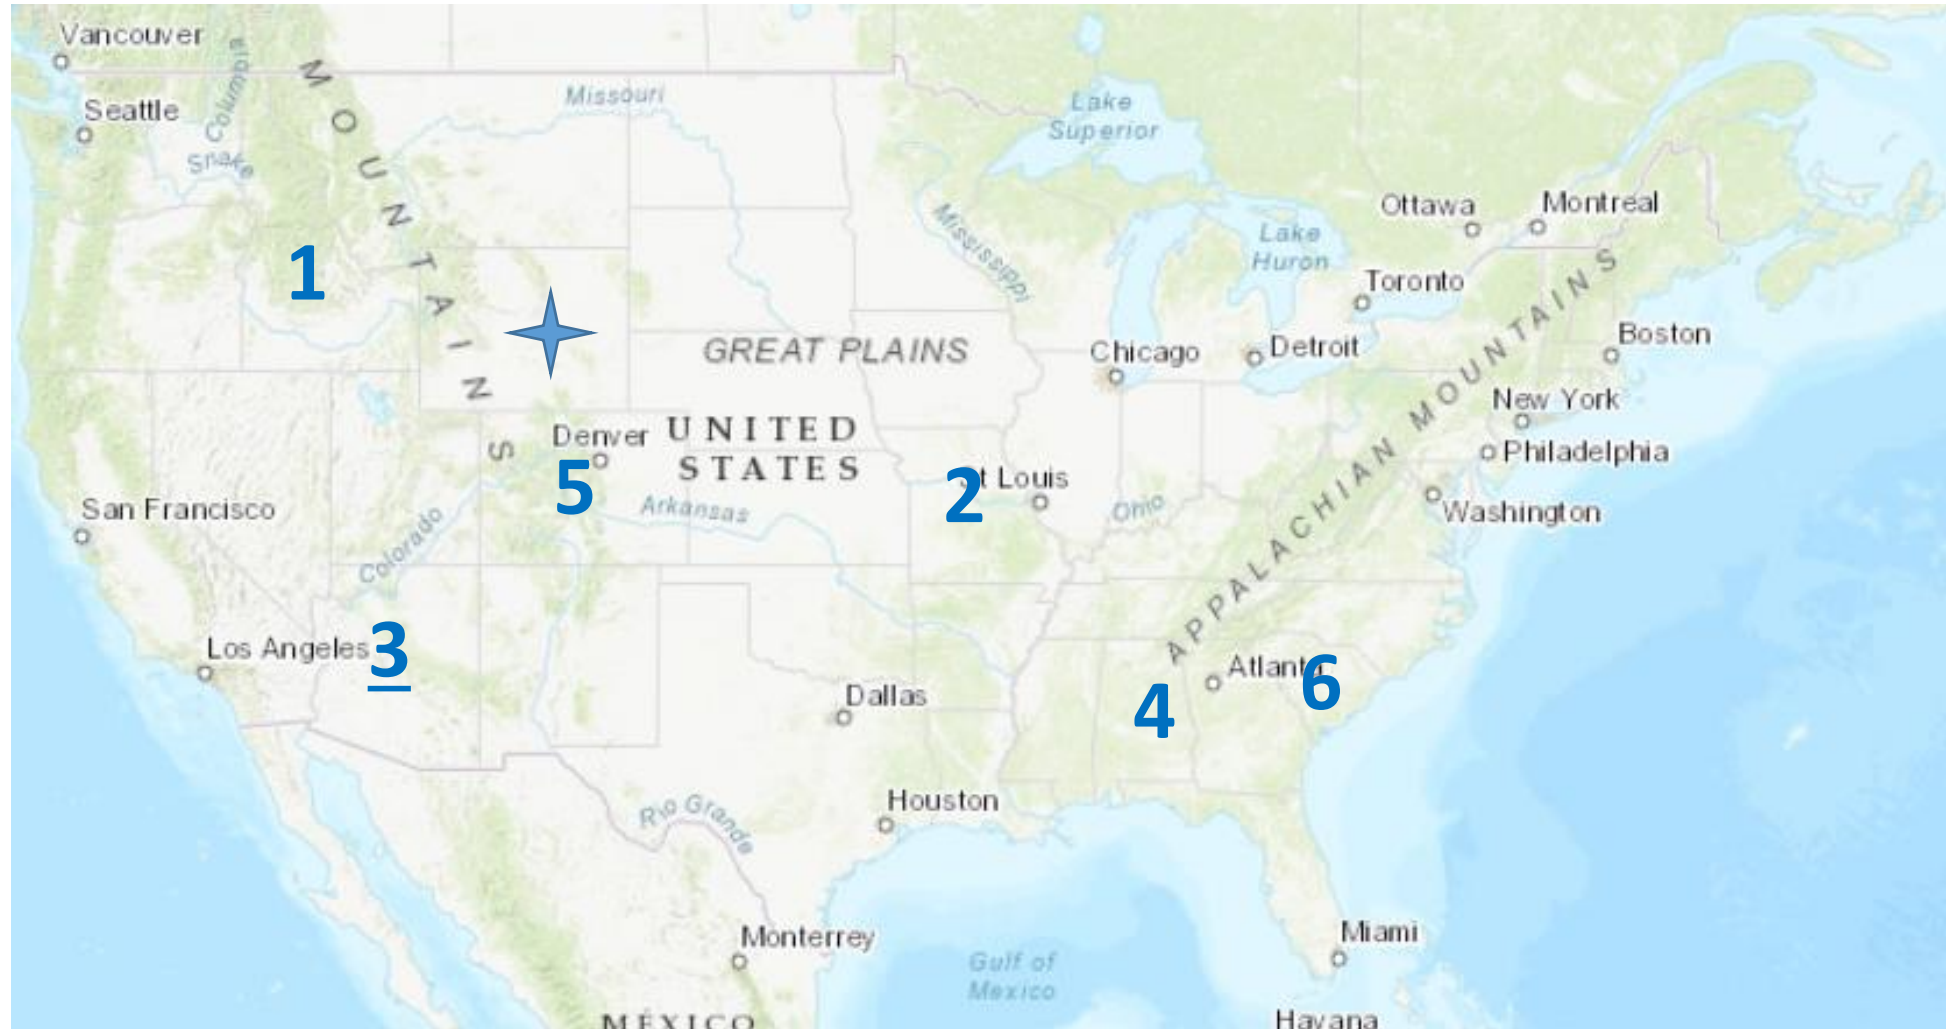 Vancouver
MOUNTAINS
Columbia
Missouri
Seattle
Lake
Superior
Snake
Ottawa
Montreal
Mississippi
Lake
Huron
1
Toronto
Boston
GREAT PLAINS
Chicago
Detroit
APPALACHIAN MOUNTAINS
New York
Denver
UNITED
STATES
Philadelphia
5
2
St Louis
San Francisco
Arkansas
Ohio
Washington
Colorado
Los Angeles
3
Atlanta
6
Dallas
4
Houston
Rio Grande
Monterrey
Miami
Gulf of
Mexico
MÉXICO
Havana